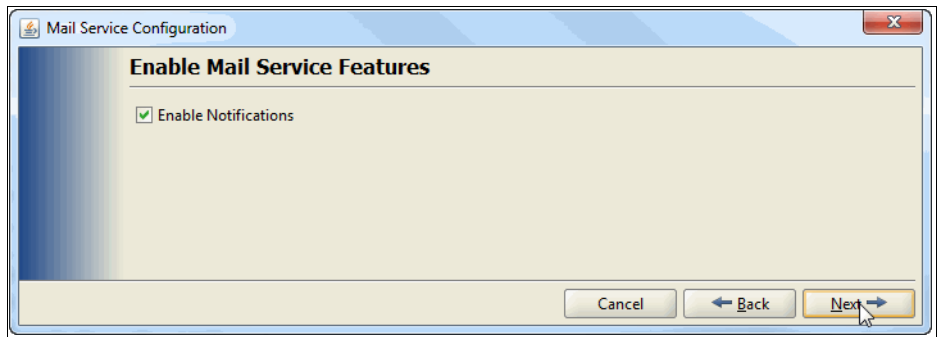 Mail Service Configuration
Enable Mail Service Features
Enable Notifications
Cancel
Back
Next